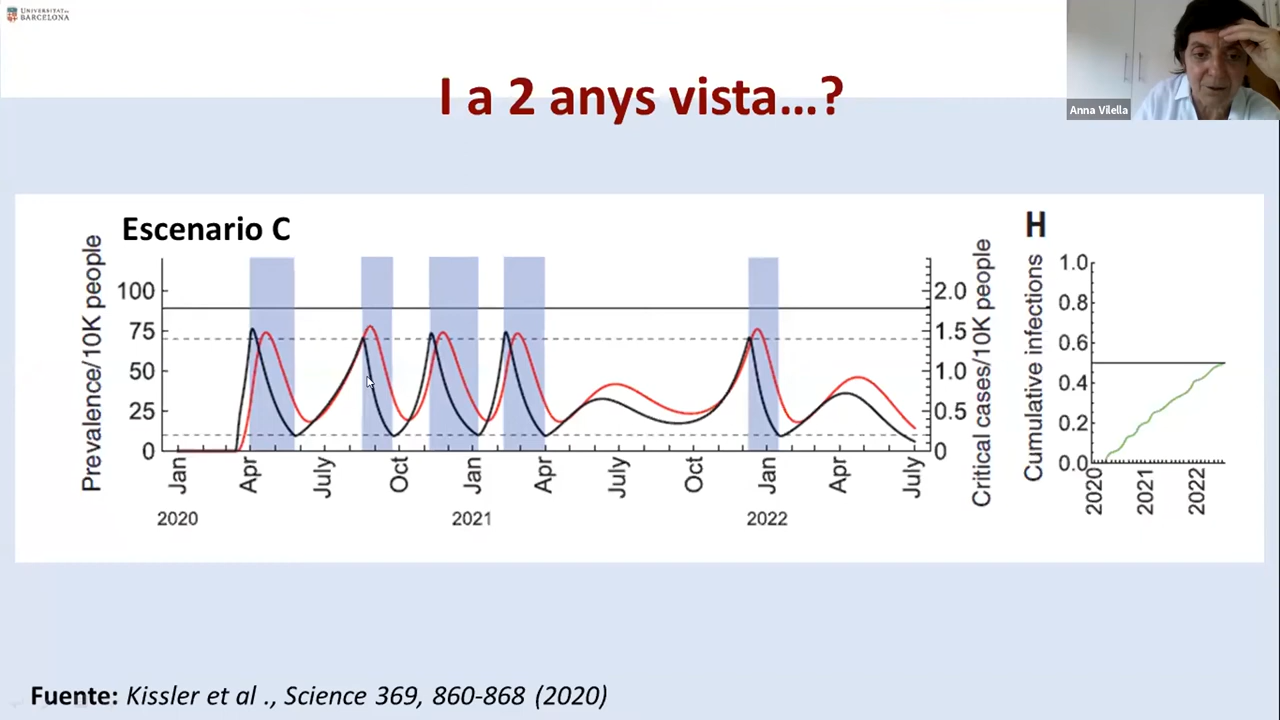 UNIVERSITAT DE
BARCELONA
I a 2 anys vista...?
Anna Vilella
Escenario C
Prevalence/10K people
100
75
50
25
0
Jan
Apr
July
Oct
Jan
Apr
July
Oct
Jan
Apr
July
2020
2021
2022
2.0
1.5
1.0
0.5
0
Critical cases/10K people
H
Cumulative infections
1.0
0.8
0.6
0.4
0.2
0.0
2020
2021
2022
Fuente: Kissler et al ., Science 369, 860-868 (2020)